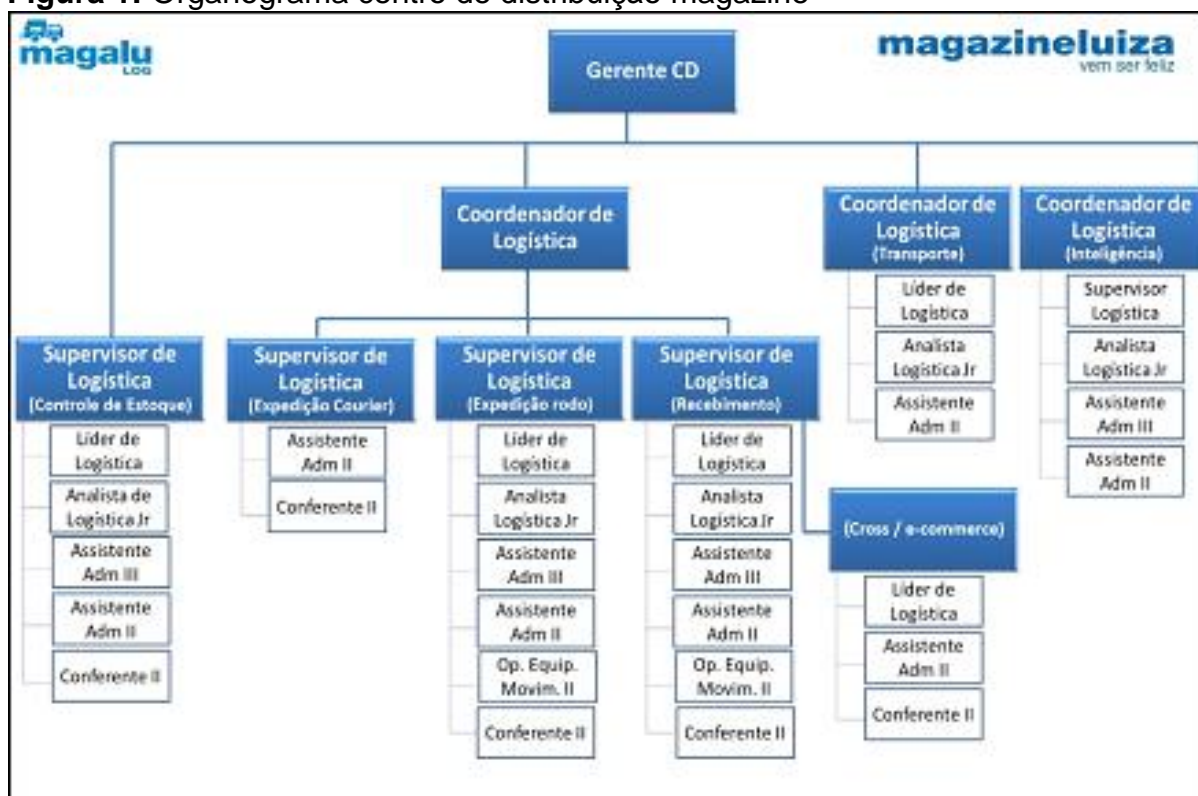 Figura 1: Organograma centro de distribuição magazine
magalu
LOG
magazineluiza
vem ser feliz
Gerente CD
Coordenador de
Logística
Coordenador de
Logística
(Transporte)
Líder de
Logística
Analista
Logística Jr
Assistente
Adm II
Coordenador de
Logística
(Inteligência)
Supervisor
Logística
Analista
Logística Jr
Assistente
Adm III
Assistente
Adm II
Supervisor de
Logística
(Controle de Estoque)
Líder de
Logística
Analista de
Logística Jr
Assistente
Adm III
Assistente
Adm II
Conferente II
Supervisor de
Logística
(Expedição Courier)
Assistente
Adm II
Conferente II
Supervisor de
Logística
(Expedição rodo)
Líder de
Logística
Analista
Logística Jr
Assistente
Adm III
Assistente
Adm II
Op. Equip.
Movim. II
Conferente II
Supervisor de
Logística
(Recebimento)
Líder de
Logística
Analista
Logística Jr
Assistente
Adm III
Assistente
Adm II
Op. Equip.
Movim. II
Conferente II
(Cross / e-commerce)
Líder de
Logística
Assistente
Adm II
Conferente II